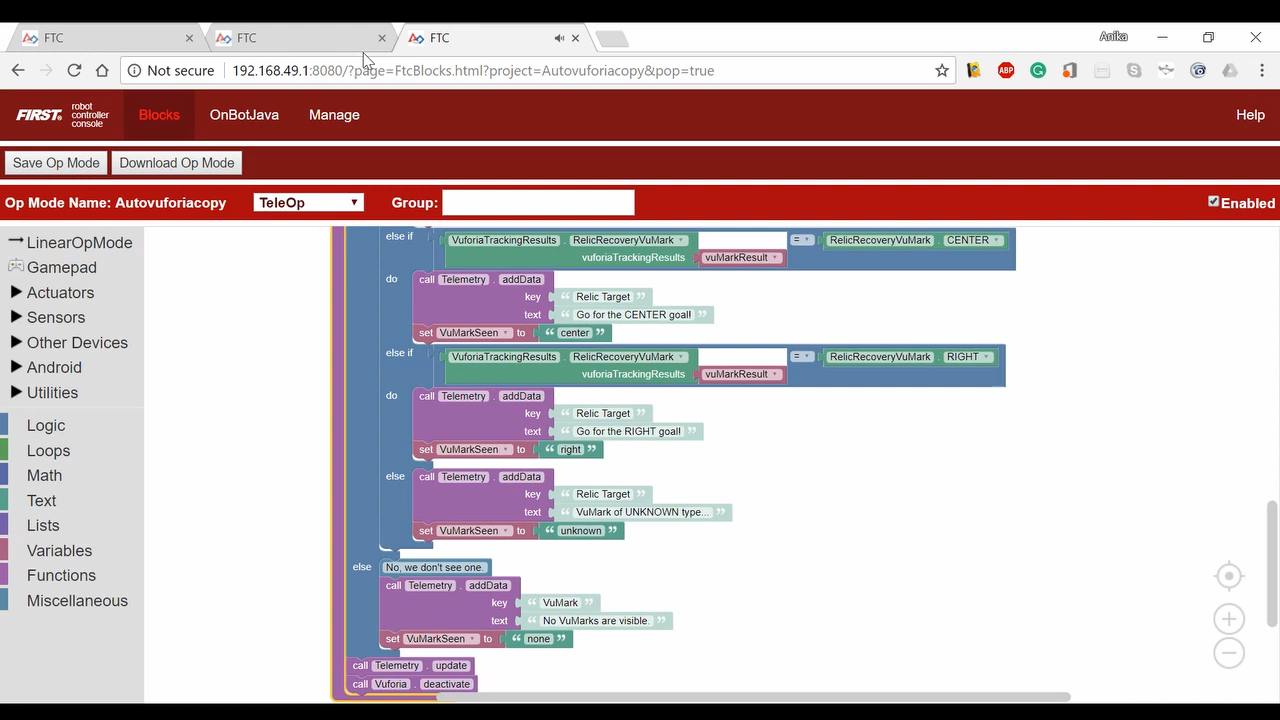 FTC
FTC
FTC
Anika
Not secure 192.168.49.1:8080/?page=FtcBlocks.html?project=Autovuforiacopy&pop=true
ABP
FIRST. robot controller console Blocks OnBotJava Manage Help
Save Op Mode Download Op Mode
Op Mode Name: Autovuforiacopy TeleOp Group: Enabled
LinearOpMode
Gamepad
Actuators
Sensors
Other Devices
Android
Utilities
Logic
Loops
Math
Text
Lists
Variables
Functions
Miscellaneous
else if VuforiaTrackingResults . RelicRecoveryVuMark = RelicRecoveryVuMark . CENTER
vuforiaTrackingResults vuMarkResult
do call Telemetry . addData
key “ Relic Target ”
text “ Go for the CENTER goal! ”
set VuMarkSeen to “ center ”
else if VuforiaTrackingResults . RelicRecoveryVuMark = RelicRecoveryVuMark . RIGHT
vuforiaTrackingResults vuMarkResult
do call Telemetry . addData
key “ Relic Target ”
text “ Go for the RIGHT goal! ”
set VuMarkSeen to “ right ”
else call Telemetry . addData
key “ Relic Target ”
text “ VuMark of UNKNOWN type... ”
set VuMarkSeen to “ unknown ”
else No, we don't see one.
call Telemetry . addData
key “ VuMark ”
text “ No VuMarks are visible. ”
set VuMarkSeen to “ none ”
call Telemetry . update
call Vuforia . deactivate